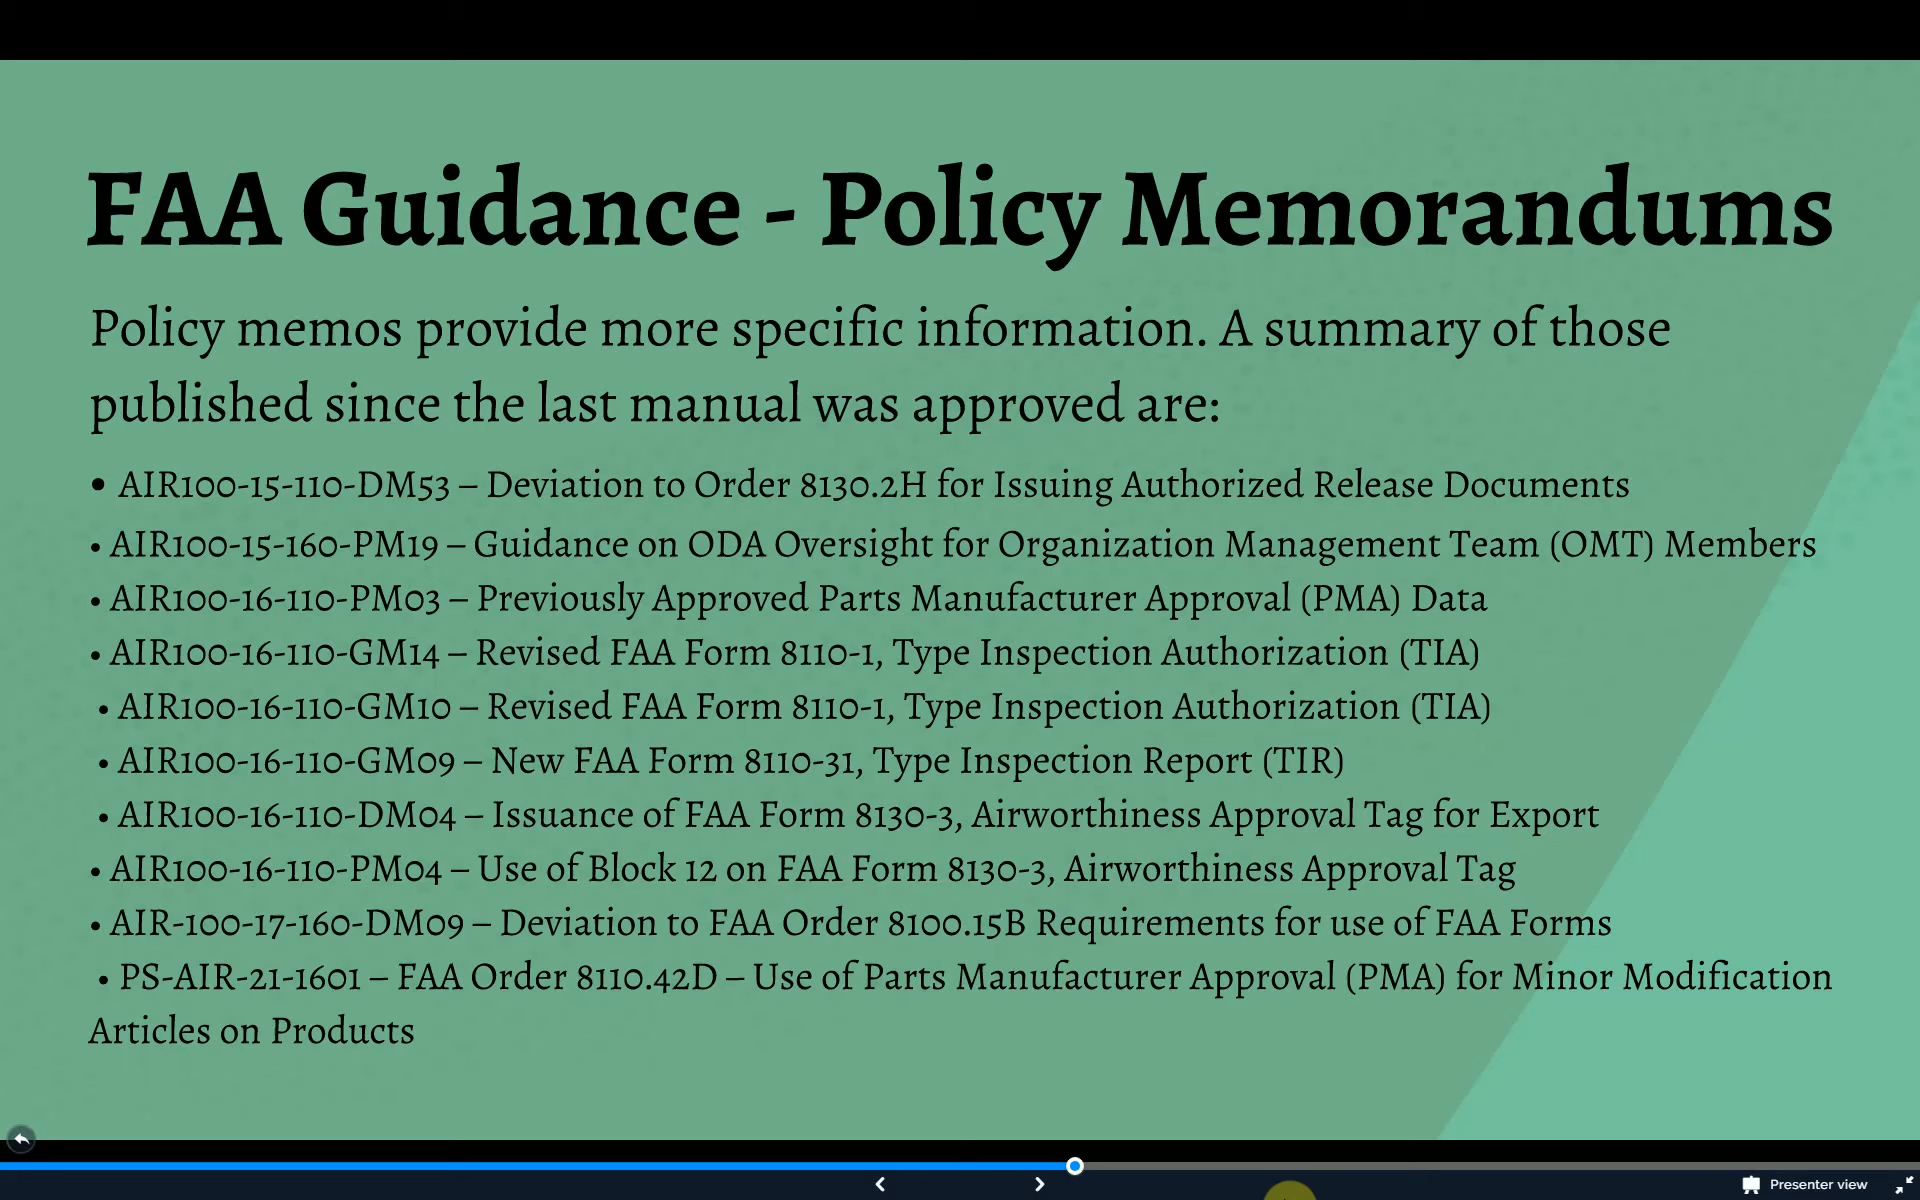 FAA Guidance - Policy Memorandums
Policy memos provide more specific information. A summary of those
published since the last manual was approved are:
• AIR100-15-110-DM53 – Deviation to Order 8130.2H for Issuing Authorized Release Documents
• AIR100-15-160-PM19 – Guidance on ODA Oversight for Organization Management Team (OMT) Members
• AIR100-16-110-PM03 – Previously Approved Parts Manufacturer Approval (PMA) Data
• AIR100-16-110-GM14 – Revised FAA Form 8110-1, Type Inspection Authorization (TIA)
• AIR100-16-110-GM10 – Revised FAA Form 8110-1, Type Inspection Authorization (TIA)
• AIR100-16-110-GM09 – New FAA Form 8110-31, Type Inspection Report (TIR)
• AIR100-16-110-DM04 – Issuance of FAA Form 8130-3, Airworthiness Approval Tag for Export
• AIR100-16-110-PM04 – Use of Block 12 on FAA Form 8130-3, Airworthiness Approval Tag
• AIR-100-17-160-DM09 – Deviation to FAA Order 8100.15B Requirements for use of FAA Forms
• PS-AIR-21-1601 – FAA Order 8110.42D – Use of Parts Manufacturer Approval (PMA) for Minor Modification
Articles on Products
Presenter view